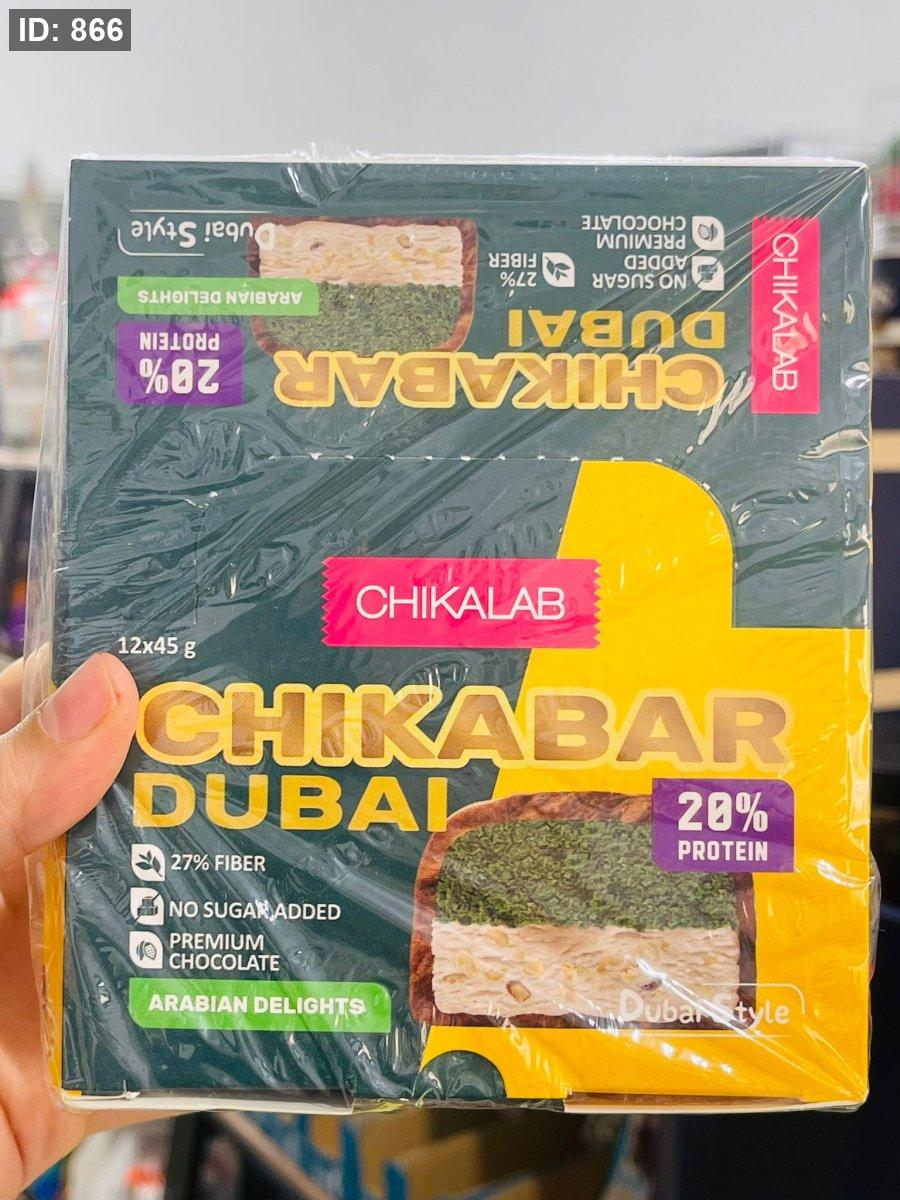 ID: 866
Dubai Style
ARABIAN DELIGHTS
20%
PROTEIN
27%
FIBER
NO SUGAR
ADDED
PREMIUM
CHOCOLATE
CHIKABAR
DUBAI
CHIKALAB
CHIKALAB
12x45 g
CHIKABAR
DUBAI
20%
PROTEIN
27% FIBER
NO SUGAR ADDED
PREMIUM
CHOCOLATE
ARABIAN DELIGHTS
Dubai Style